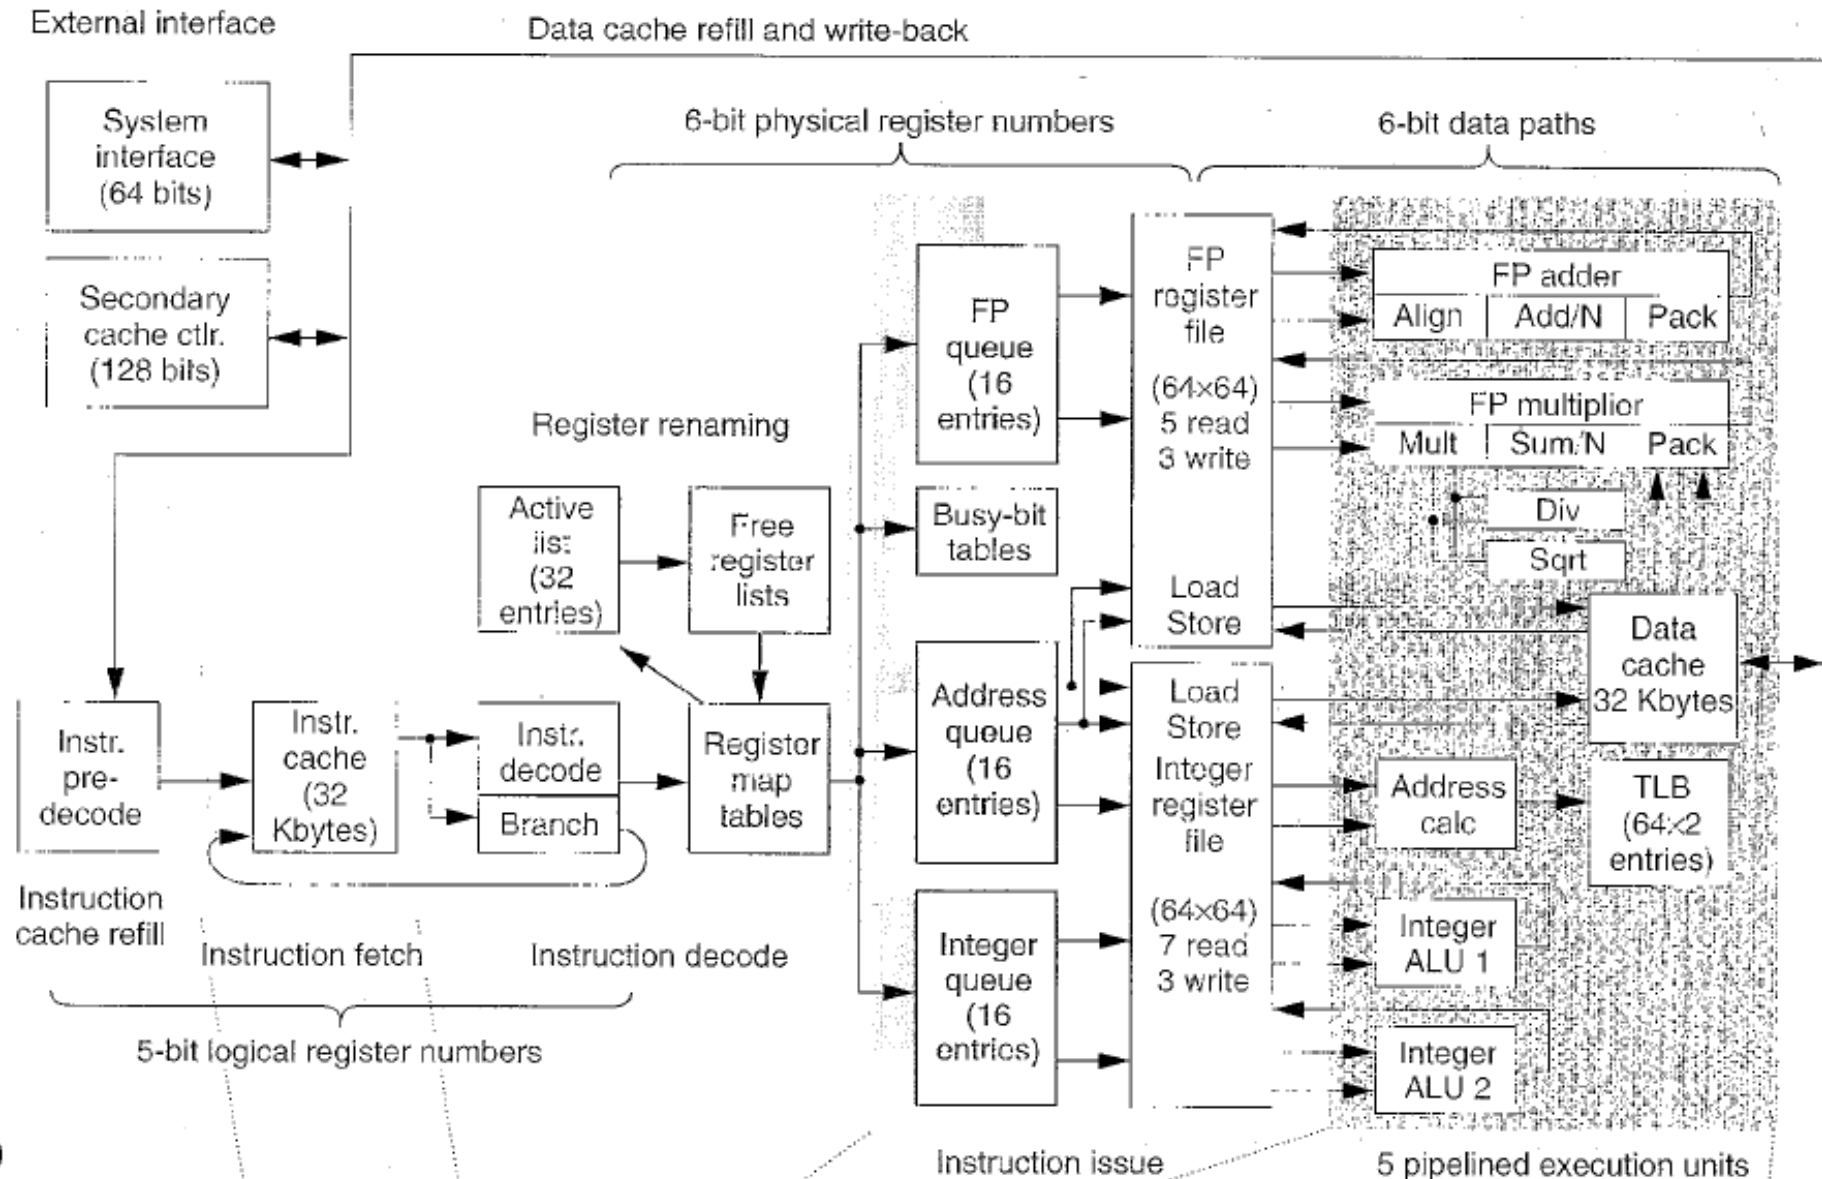 External interface
Data cache refill and write-back
System
interface
(64 bits)
6-bit physical register numbers
6-bit data paths
Secondary
cache ctlr.
(128 bits)
FP
queue
(16
entries)
FP
register
file
(64×64)
5 read
3 write
Load
Store
FP adder
Align
Add/N
Pack
FP multiplior
Mult
Sum/N
Pack
Div
Sqrt
Register renaming
Active
list
(32
entries)
Free
register
lists
Busy-bit
tables
Data
cache
32 Kbytes
Instr.
pre-
decode
Instr.
cache
(32
Kbytes)
Instr.
decode
Branch
Registor
map
tables
Address
queue
(16
entries)
Load
Store
Integer
register
file
(64×64)
7 read
3 write
Address
calc
TLB
(64×2
entries)
Instruction
cache refill
Instruction fetch
Instruction decode
Integer
queue
(16
entries)
Integer
ALU 1
Integer
ALU 2
5-bit logical register numbers
Instruction issue
5 pipelined execution units